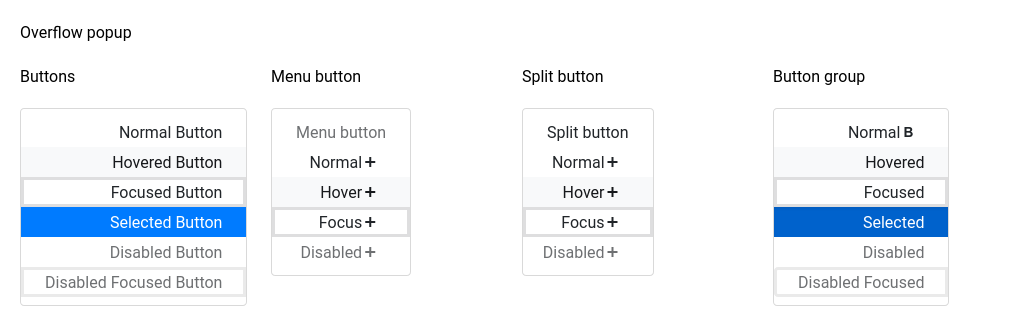 Overflow popup
Buttons
Normal Button
Hovered Button
Focused Button
Selected Button
Disabled Button
Disabled Focused Button
Menu button
Menu button
Normal
Hover
Focus
Disabled
Split button
Split button
Normal
Hover
Focus
Disabled
Button group
Normal B
Hovered
Focused
Selected
Disabled
Disabled Focused